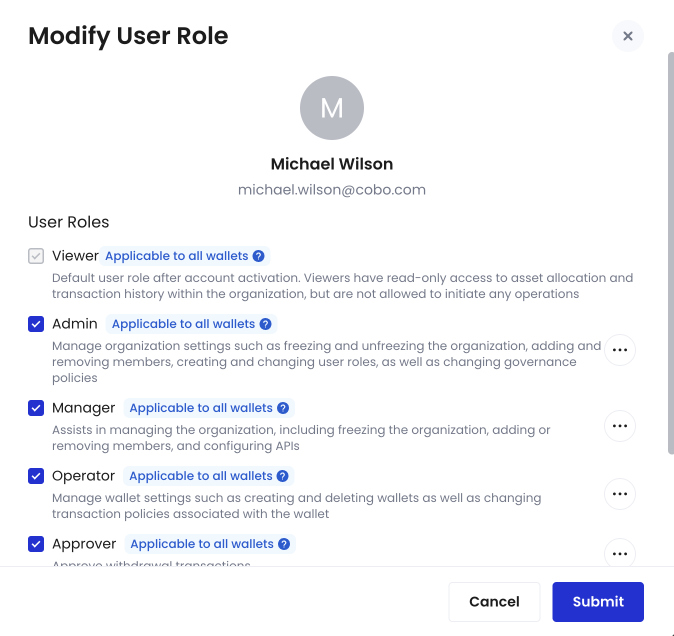 Modify User Role
M
Michael Wilson
michael.wilson@cobo.com
User Roles
Viewer Applicable to all wallets ?
Default user role after account activation. Viewers have read-only access to asset allocation and
transaction history within the organization, but are not allowed to initiate any operations
Admin Applicable to all wallets ?
Manage organization settings such as freezing and unfreezing the organization, adding and
removing members, creating and changing user roles, as well as changing governance
policies
Manager Applicable to all wallets ?
Assists in managing the organization, including freezing the organization, adding or
removing members, and configuring APIs
Operator Applicable to all wallets ?
Manage wallet settings such as creating and deleting wallets as well as changing
transaction policies associated with the wallet
Approver Applicable to all wallets ?
Approve withdrawal transactions
Cancel Submit